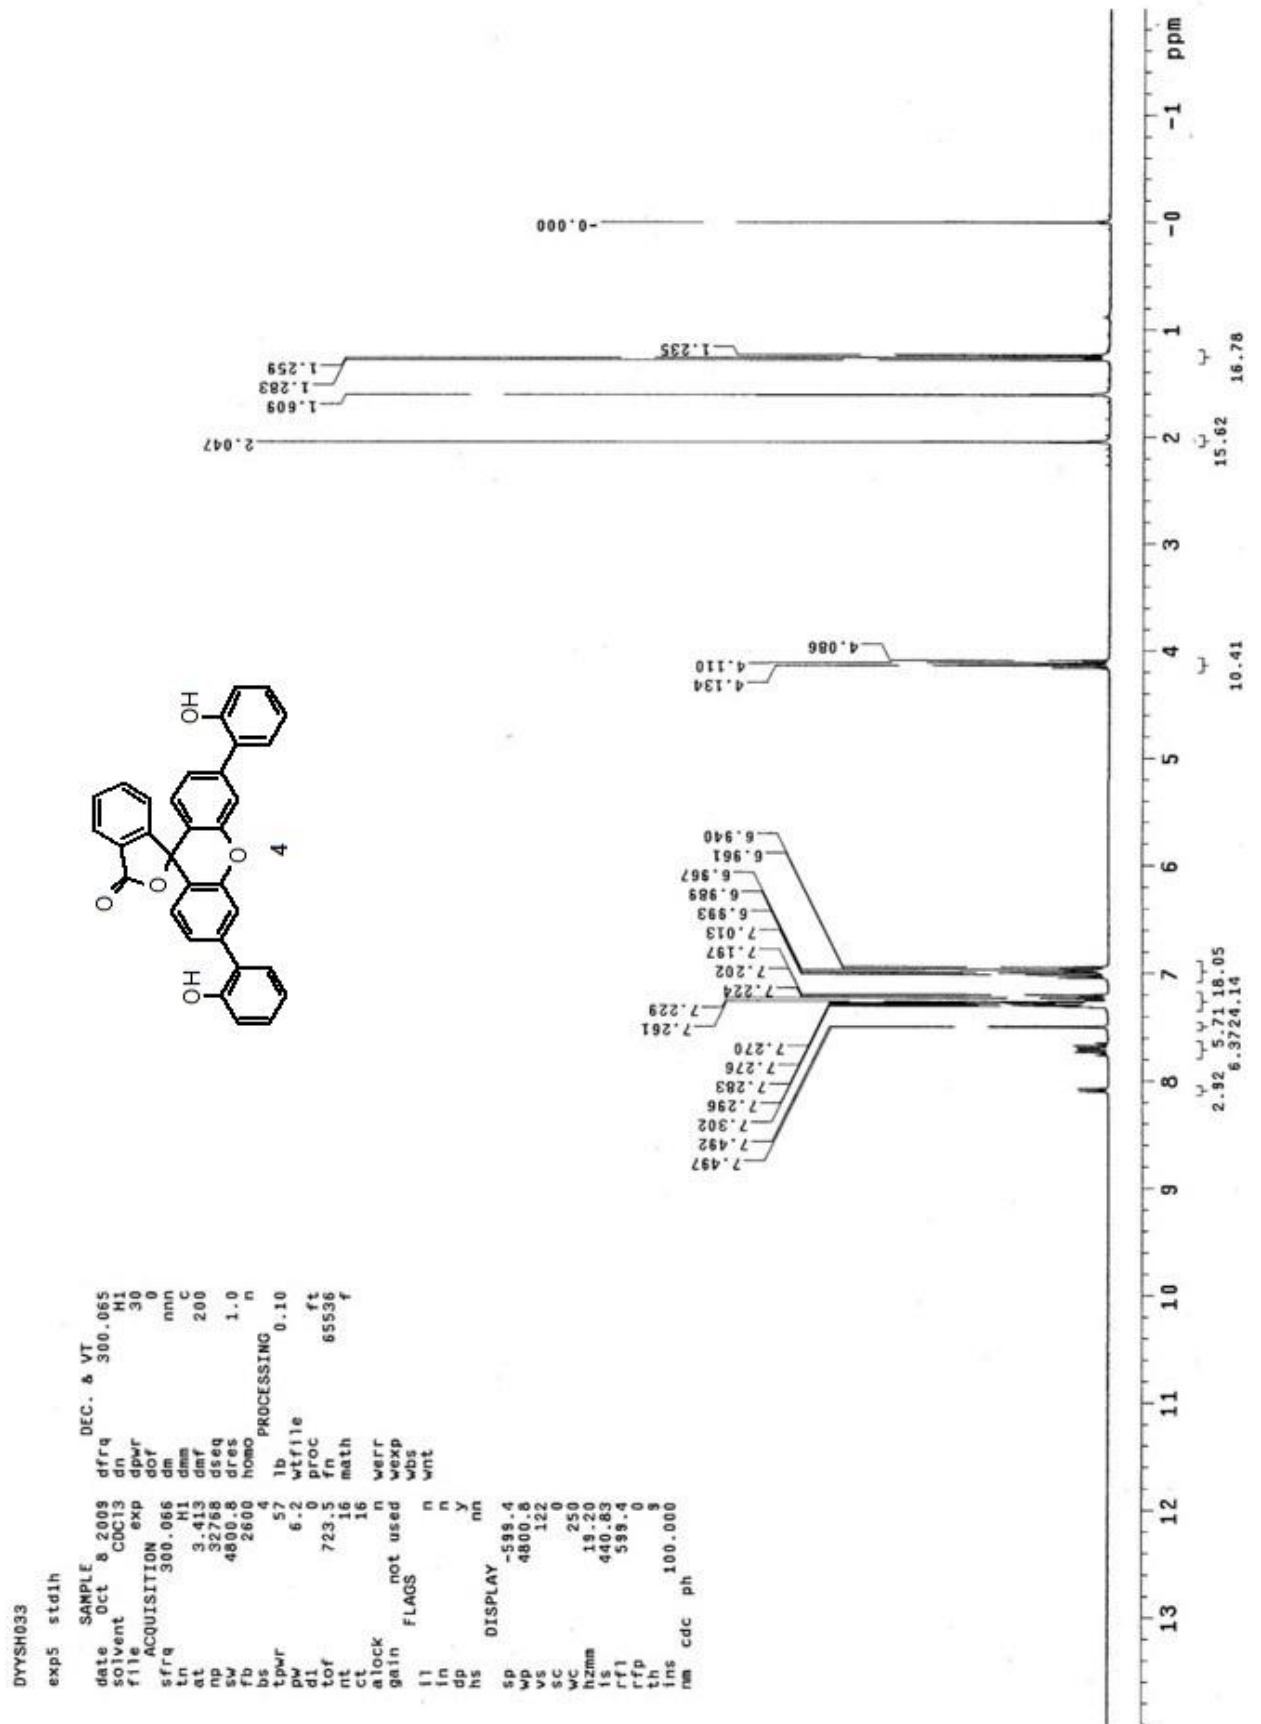 DYYSH033
exp5 std1h
SAMPLE
date Oct 8 2009
solvent CDCl3
file exp
ACQUISITION
sfrq 300.066
tn H1
at 3.413
np 32768
sw 4800.8
fb 2600
bs 4
tpwr 57
pw 6.2
d1 0
tof 723.5
nt 16
ct 16
alock n
gain not used
FLAGS
il n
in n
dp y
hs nn
DISPLAY
sp -599.4
wp 4800.8
vs 122
sc 0
wc 250
hzmm 19.20
is 440.83
rfl 599.4
rfp 0
th 9
ins 100.000
nm cdc ph
DEC. & VT
dfrq 300.065
dn H1
dpwr 30
dof 0
dm nnn
dmm c
dmf 200
dseq
dres 1.0
homo n
PROCESSING
lb 0.10
wtfile
proc ft
fn 65536
math f
werr
wexp
wbs
wnt
O
O
O
OH
OH
4
7.497
7.492
7.302
7.296
7.283
7.276
7.270
7.261
7.229
7.224
7.202
7.197
7.013
6.993
6.989
6.967
6.961
6.940
4.134
4.110
4.086
2.047
1.609
1.283
1.259
1.235
-0.000
13 12 11 10 9 8 7 6 5 4 3 2 1 -0 -1 ppm
2.92 5.71 18.05
6.37 24.14
10.41
15.62
16.78